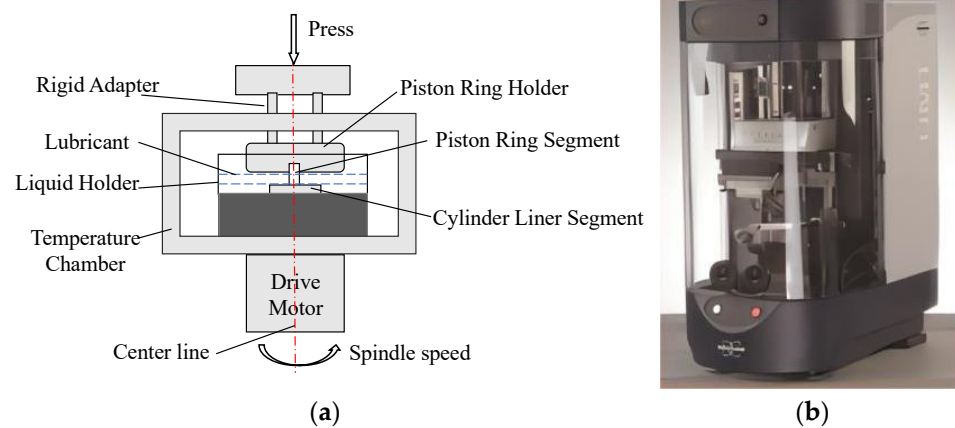 Press
Rigid Adapter
Piston Ring Holder
Lubricant
Piston Ring Segment
Liquid Holder
Cylinder Liner Segment
Temperature
Chamber
Drive
Motor
Center line
Spindle speed
(a)
(b)